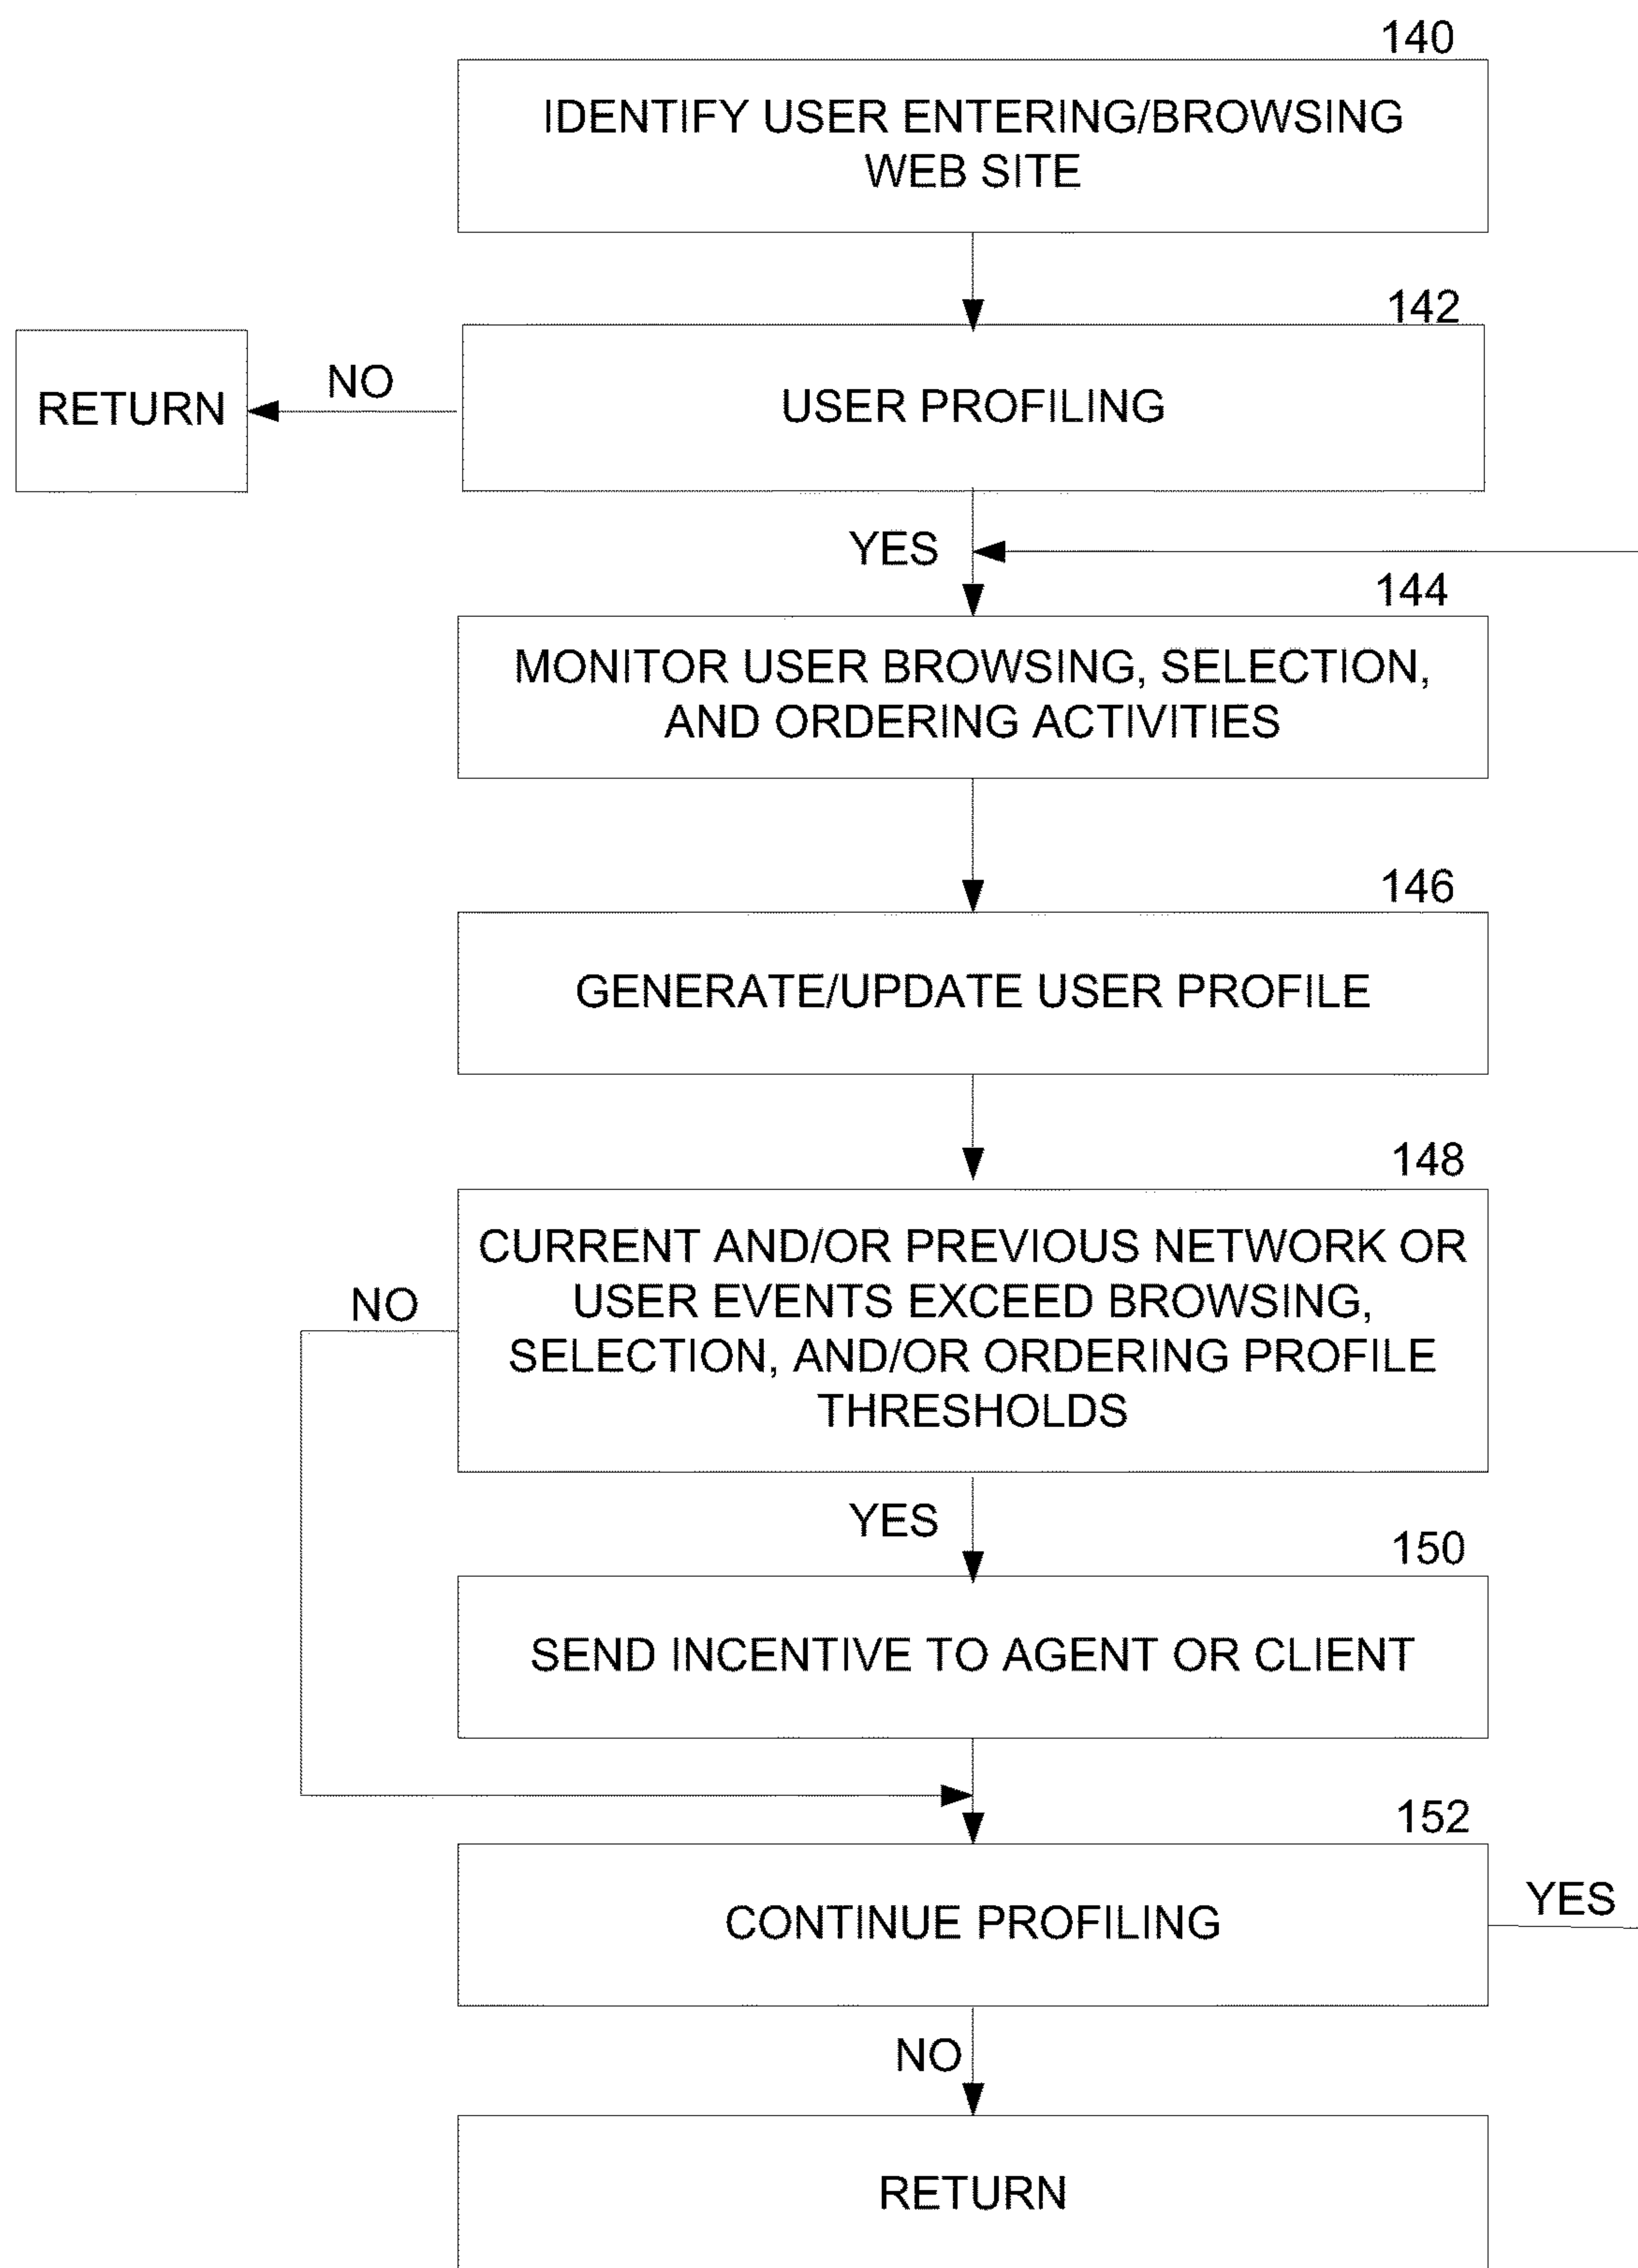 140
IDENTIFY USER ENTERING/BROWSING
WEB SITE
142
RETURN
NO
USER PROFILING
YES
144
MONITOR USER BROWSING, SELECTION,
AND ORDERING ACTIVITIES
146
GENERATE/UPDATE USER PROFILE
148
CURRENT AND/OR PREVIOUS NETWORK OR
USER EVENTS EXCEED BROWSING,
SELECTION, AND/OR ORDERING PROFILE
THRESHOLDS
NO
YES
150
SEND INCENTIVE TO AGENT OR CLIENT
152
CONTINUE PROFILING
YES
NO
RETURN